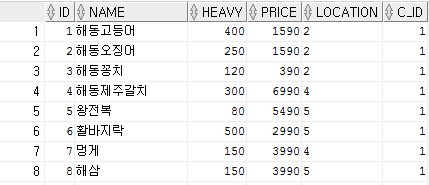 ID NAME HEAVY PRICE LOCATION C_ID
1 1 해동고등어 400 1590 2 1
2 2 해동오징어 250 1590 2 1
3 3 해동꽁치 120 390 2 1
4 4 해동제주갈치 300 6990 4 1
5 5 왕전복 80 5490 5 1
6 6 활바지락 500 2990 5 1
7 7 멍게 150 3990 4 1
8 8 해삼 150 3990 5 1